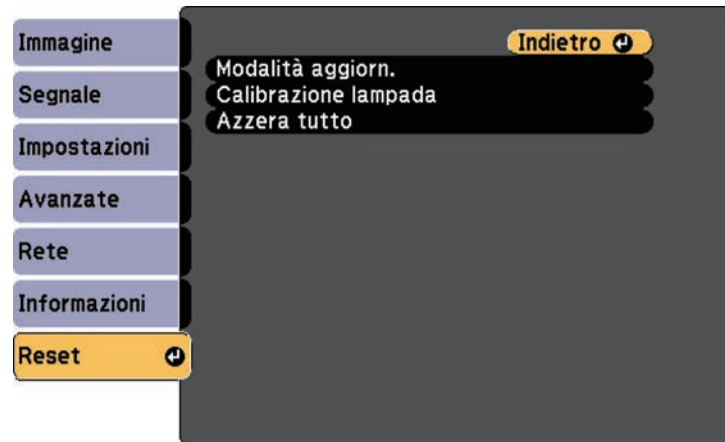 Immagine
Segnale
Impostazioni
Avanzate
Rete
Informazioni
Reset
Indietro
Modalità aggiorn.
Calibrazione lampada
Azzera tutto